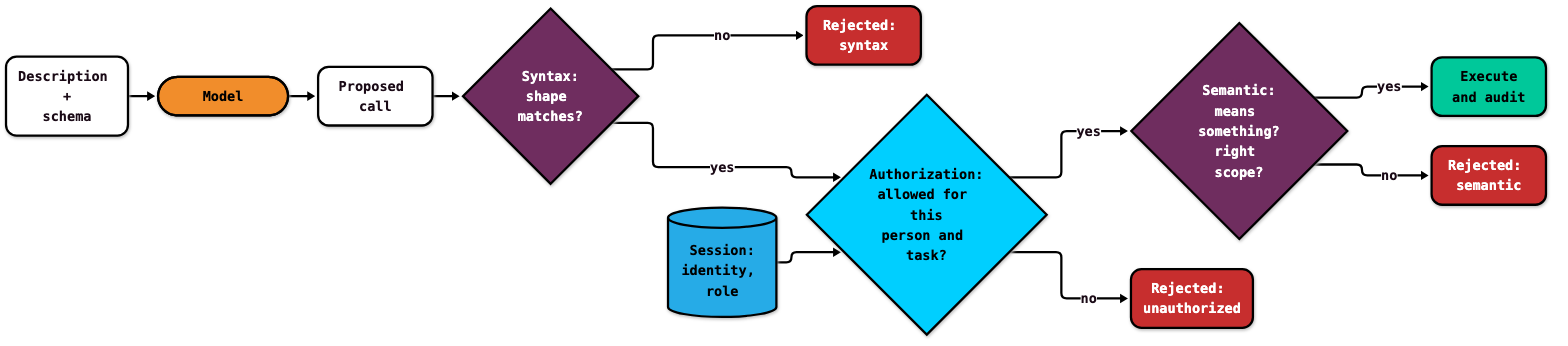 Description
+
schema
Model
Proposed
call
Syntax:
shape
matches?
no
Rejected:
syntax
yes
Session:
identity,
role
Authorization:
allowed for
this
person and
task?
yes
no
Rejected:
unauthorized
Semantic:
means
something?
right
scope?
yes
Execute
and audit
no
Rejected:
semantic